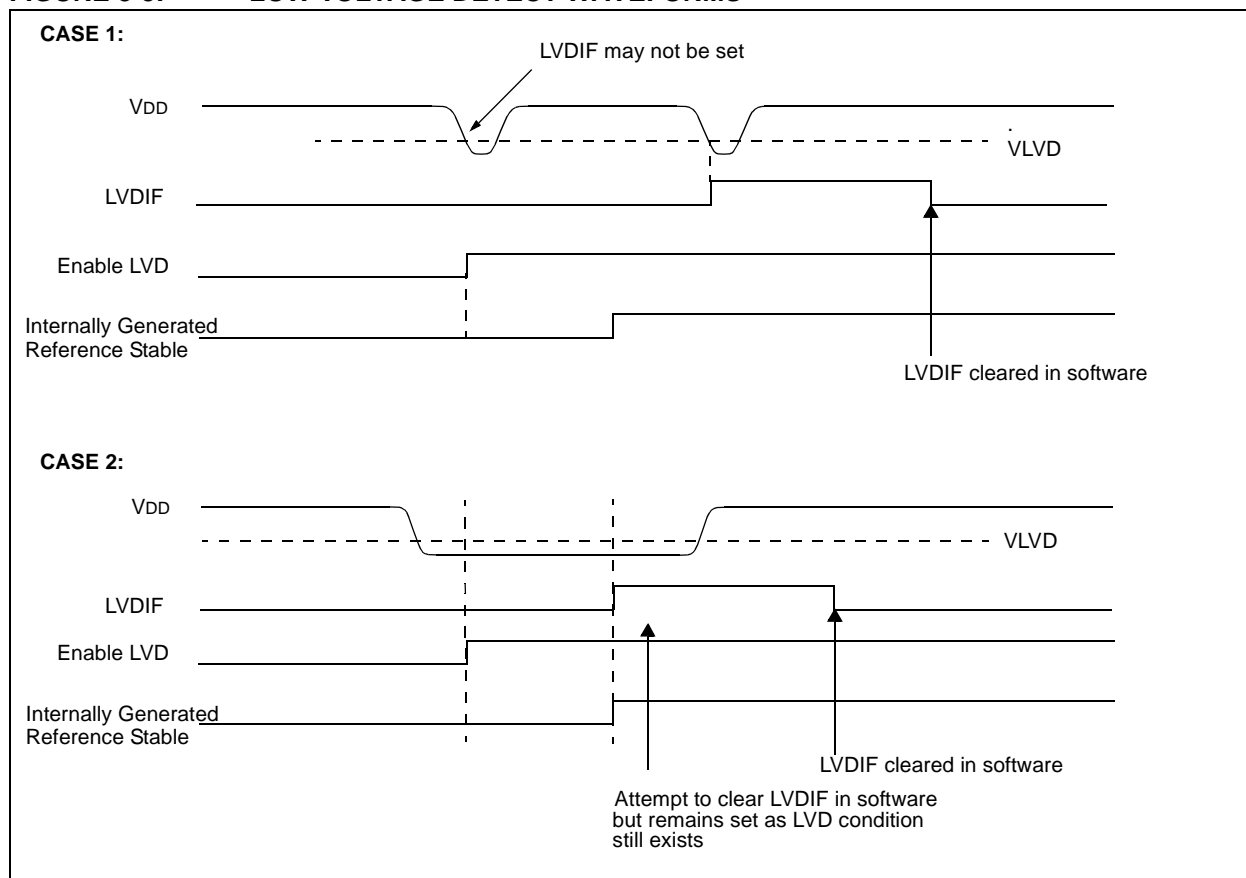 CASE 1:
LVDIF may not be set
VDD
.
VLVD
LVDIF
Enable LVD
Internally Generated
Reference Stable
LVDIF cleared in software
CASE 2:
VDD
VLVD
LVDIF
Enable LVD
Internally Generated
Reference Stable
LVDIF cleared in software
Attempt to clear LVDIF in software
but remains set as LVD condition
still exists